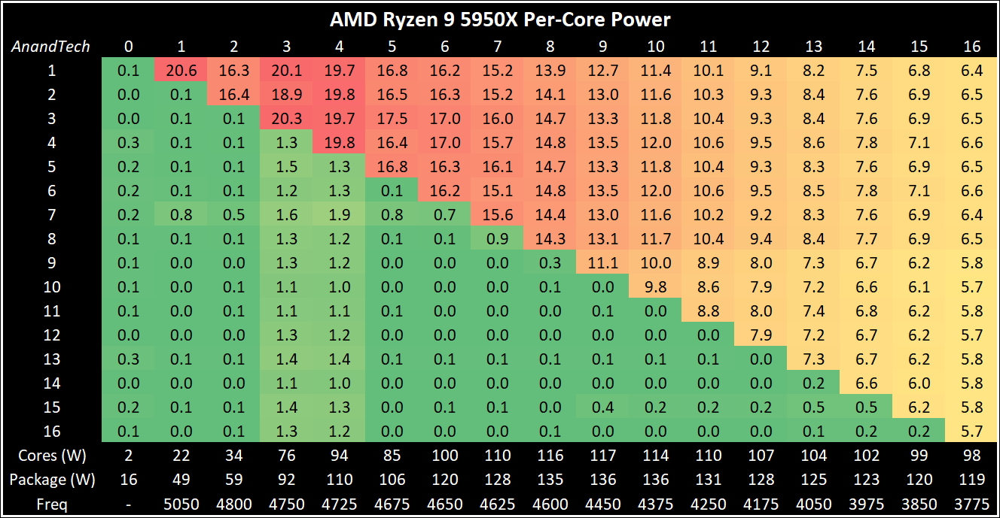 AMD Ryzen 9 5950X Per-Core Power
AnandTech 0 1 2 3 4 5 6 7 8 9 10 11 12 13 14 15 16
1 0.1 20.6 16.3 20.1 19.7 16.8 16.2 15.2 13.9 12.7 11.4 10.1 9.1 8.2 7.5 6.8 6.4
2 0.0 0.1 16.4 18.9 19.8 16.5 16.3 15.2 14.1 13.0 11.6 10.3 9.3 8.4 7.6 6.9 6.5
3 0.0 0.1 0.1 20.3 19.7 17.5 17.0 16.0 14.7 13.3 11.8 10.4 9.3 8.4 7.6 6.9 6.5
4 0.3 0.1 0.1 1.3 19.8 16.4 17.0 15.7 14.8 13.5 12.0 10.6 9.5 8.6 7.8 7.1 6.6
5 0.2 0.1 0.1 1.5 1.3 16.8 16.3 16.1 14.7 13.3 11.8 10.4 9.3 8.3 7.6 6.9 6.5
6 0.2 0.1 0.1 1.2 1.3 0.1 16.2 15.1 14.8 13.5 12.0 10.6 9.5 8.5 7.8 7.1 6.6
7 0.2 0.8 0.5 1.6 1.9 0.8 0.7 15.6 14.4 13.0 11.6 10.2 9.2 8.3 7.6 6.9 6.4
8 0.1 0.1 0.1 1.3 1.2 0.1 0.1 0.9 14.3 13.1 11.7 10.4 9.4 8.4 7.7 6.9 6.5
9 0.1 0.0 0.0 1.3 1.2 0.0 0.0 0.0 0.3 11.1 10.0 8.9 8.0 7.3 6.7 6.2 5.8
10 0.1 0.0 0.0 1.1 1.0 0.0 0.0 0.0 0.1 0.0 9.8 8.6 7.9 7.2 6.6 6.1 5.7
11 0.1 0.0 0.0 1.1 1.1 0.1 0.0 0.0 0.0 0.1 0.0 8.8 8.0 7.4 6.8 6.2 5.8
12 0.0 0.0 0.0 1.3 1.2 0.0 0.0 0.0 0.0 0.0 0.0 0.0 7.9 7.2 6.7 6.2 5.7
13 0.3 0.1 0.1 1.4 1.4 0.1 0.1 0.1 0.1 0.1 0.1 0.1 0.0 7.3 6.7 6.2 5.8
14 0.0 0.0 0.0 1.1 1.0 0.0 0.0 0.0 0.0 0.0 0.0 0.0 0.0 0.2 6.6 6.0 5.8
15 0.2 0.1 0.1 1.4 1.3 0.0 0.1 0.1 0.0 0.4 0.2 0.2 0.2 0.5 0.5 6.2 5.8
16 0.1 0.0 0.1 1.3 1.2 0.0 0.0 0.0 0.1 0.0 0.0 0.0 0.0 0.1 0.2 0.2 5.7
Cores (W) 2 22 34 76 94 85 100 110 116 117 114 110 107 104 102 99 98
Package (W) 16 49 59 92 110 106 120 128 135 136 136 131 128 125 123 120 119
Freq - 5050 4800 4750 4725 4675 4650 4625 4600 4450 4375 4250 4175 4050 3975 3850 3775